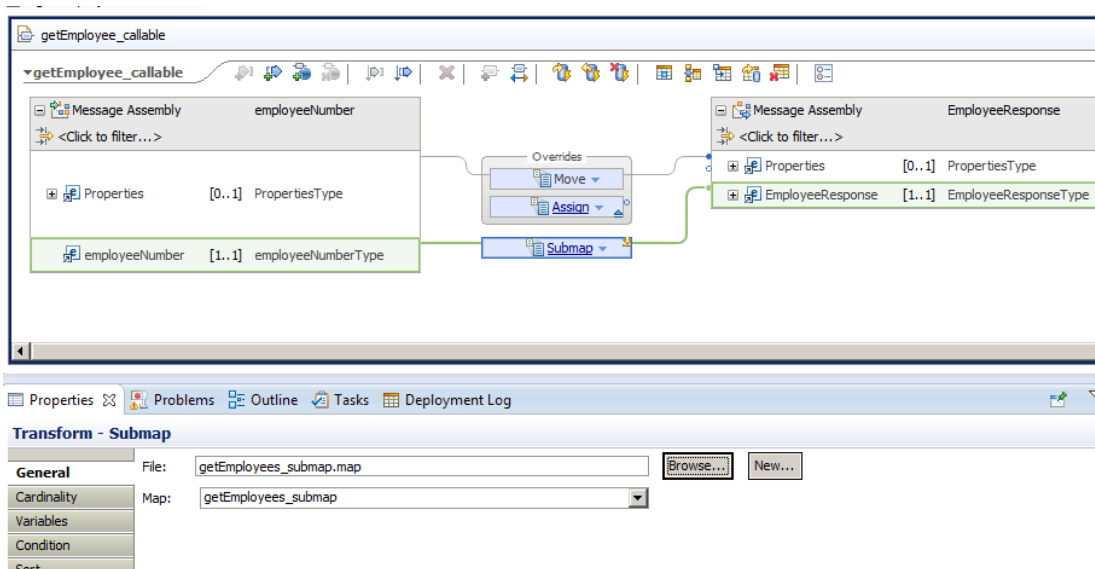 getEmployee_callable
getEmployee_callable
Message Assembly employeeNumber
<Click to filter...>
Properties [0..1] PropertiesType
employeeNumber [1..1] employeeNumberType
Overrides
Move
Assign
Submap
Message Assembly EmployeeResponse
<Click to filter...>
Properties [0..1] PropertiesType
EmployeeResponse [1..1] EmployeeResponseType
Properties Problems Outline Tasks Deployment Log
Transform - Submap
General
File: getEmployees_submap.map Browse... New...
Cardinality
Map: getEmployees_submap
Variables
Condition
Sort